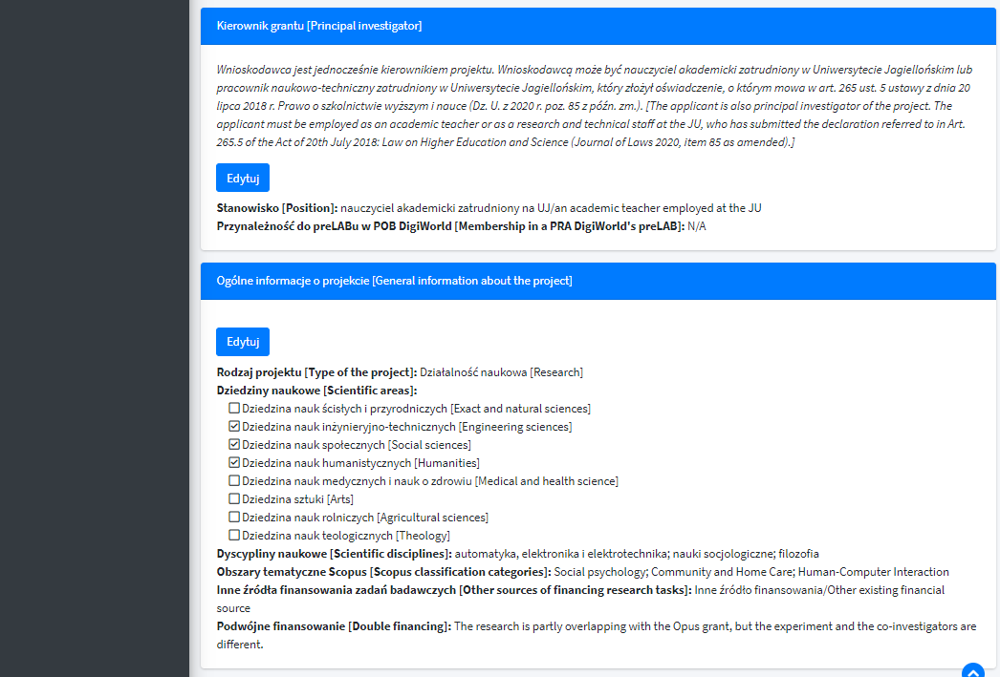 Kierownik grantu [Principal investigator]
Wnioskodawca jest jednocześnie kierownikiem projektu. Wnioskodawcą może być nauczyciel akademicki zatrudniony w Uniwersytecie Jagiellońskim lub
pracownik naukowo-techniczny zatrudniony w Uniwersytecie Jagiellońskim, który złożył oświadczenie, o którym mowa w art. 265 ust. 5 ustawy z dnia 20
lipca 2018 r. Prawo o szkolnictwie wyższym i nauce (Dz. U. z 2020 r. poz. 85 z późn. zm.). [The applicant is also principal investigator of the project. The
applicant must be employed as an academic teacher or as a research and technical staff at the JU, who has submitted the declaration referred to in Art.
265.5 of the Act of 20th July 2018: Law on Higher Education and Science (Journal of Laws 2020, item 85 as amended).]
Edytuj
Stanowisko [Position]: nauczyciel akademicki zatrudniony na UJ/an academic teacher employed at the JU
Przynależność do preLABu w POB DigiWorld [Membership in a PRA DigiWorld's preLAB]: N/A
Ogólne informacje o projekcie [General information about the project]
Edytuj
Rodzaj projektu [Type of the project]: Działalność naukowa [Research]
Dziedziny naukowe [Scientific areas]:
Dziedzina nauk ścisłych i przyrodniczych [Exact and natural sciences]
Dziedzina nauk inżynieryjno-technicznych [Engineering sciences]
Dziedzina nauk społecznych [Social sciences]
Dziedzina nauk humanistycznych [Humanities]
Dziedzina nauk medycznych i nauk o zdrowiu [Medical and health science]
Dziedzina sztuki [Arts]
Dziedzina nauk rolniczych [Agricultural sciences]
Dziedzina nauk teologicznych [Theology]
Dyscypliny naukowe [Scientific disciplines]: automatyka, elektronika i elektrotechnika; nauki socjologiczne; filozofia
Obszary tematyczne Scopus [Scopus classification categories]: Social psychology; Community and Home Care; Human-Computer Interaction
Inne źródła finansowania zadań badawczych [Other sources of financing research tasks]: Inne źródło finansowania/Other existing financial
source
Podwójne finansowanie [Double financing]: The research is partly overlapping with the Opus grant, but the experiment and the co-investigators are
different.